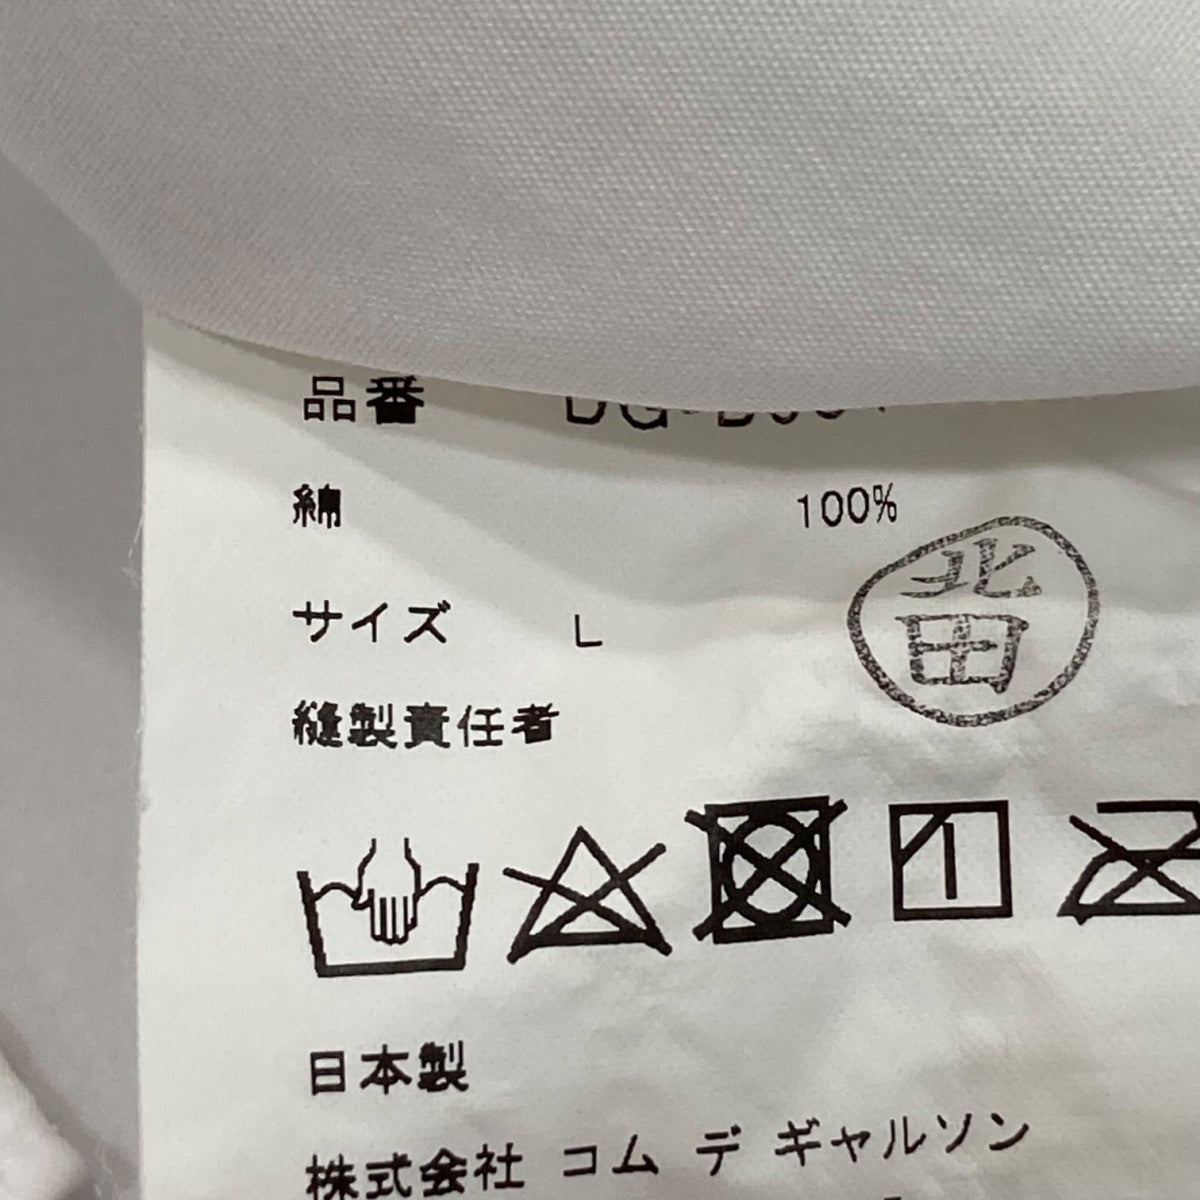 品番
綿 100%
サイズ L
北田
縫製責任者
日本製
株式会社 コム デ ギャルソン